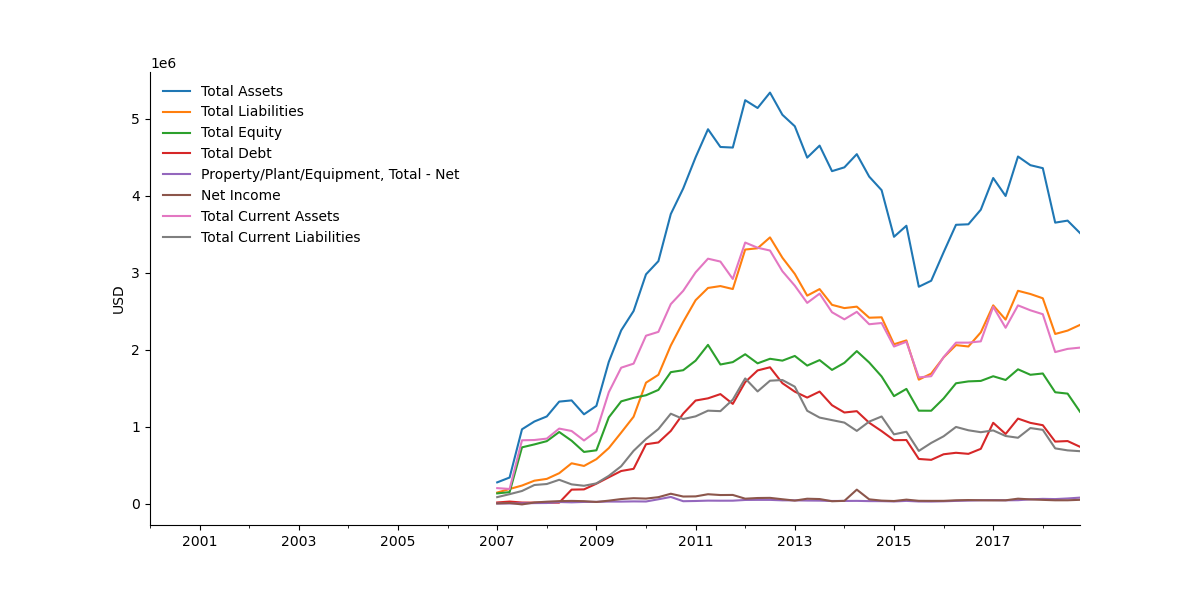 1e6
Total Assets
Total Liabilities
Total Equity
Total Debt
Property/Plant/Equipment, Total - Net
Net Income
Total Current Assets
Total Current Liabilities
USD
5
4
3
2
1
0
2001 2003 2005 2007 2009 2011 2013 2015 2017